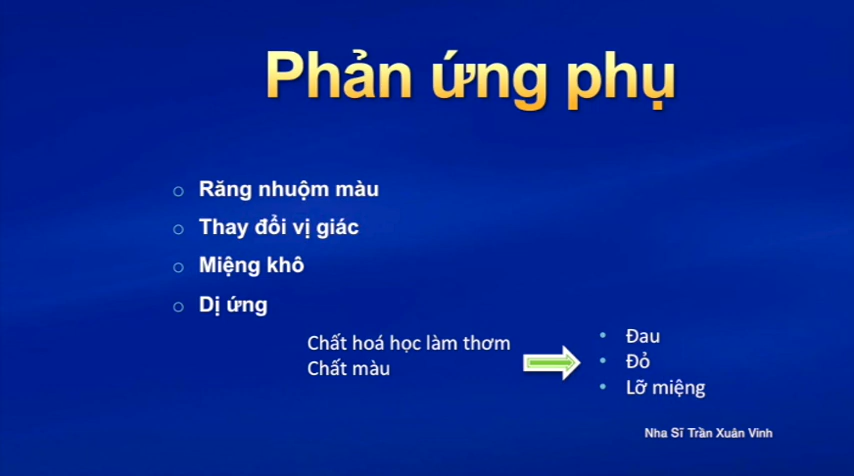 Phản ứng phụ
Răng nhuộm màu
Thay đổi vị giác
Miệng khô
Dị ứng
Chất hoá học làm thơm
Chất màu
Đau
Đỏ
Lỡ miệng
Nha Sĩ Trần Xuân Vinh